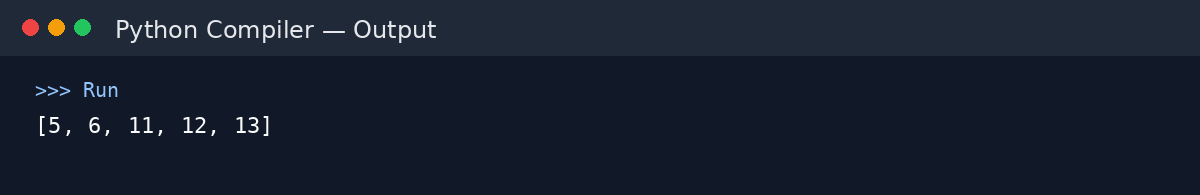 Python Compiler — Output
>>> Run
[5, 6, 11, 12, 13]